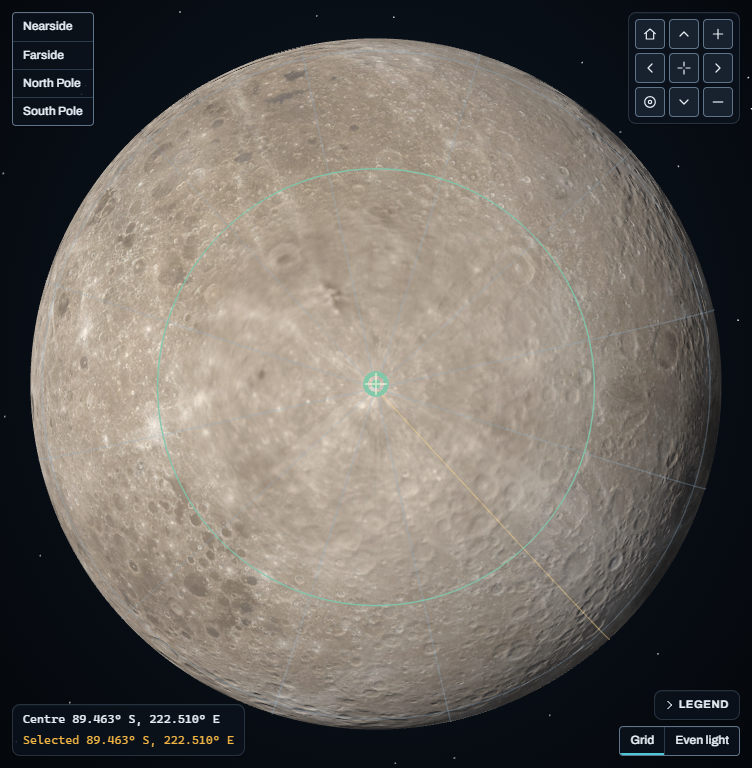 Nearside
Farside
North Pole
South Pole
Centre 89.463° S, 222.510° E
Selected 89.463° S, 222.510° E
LEGEND
Grid
Even light